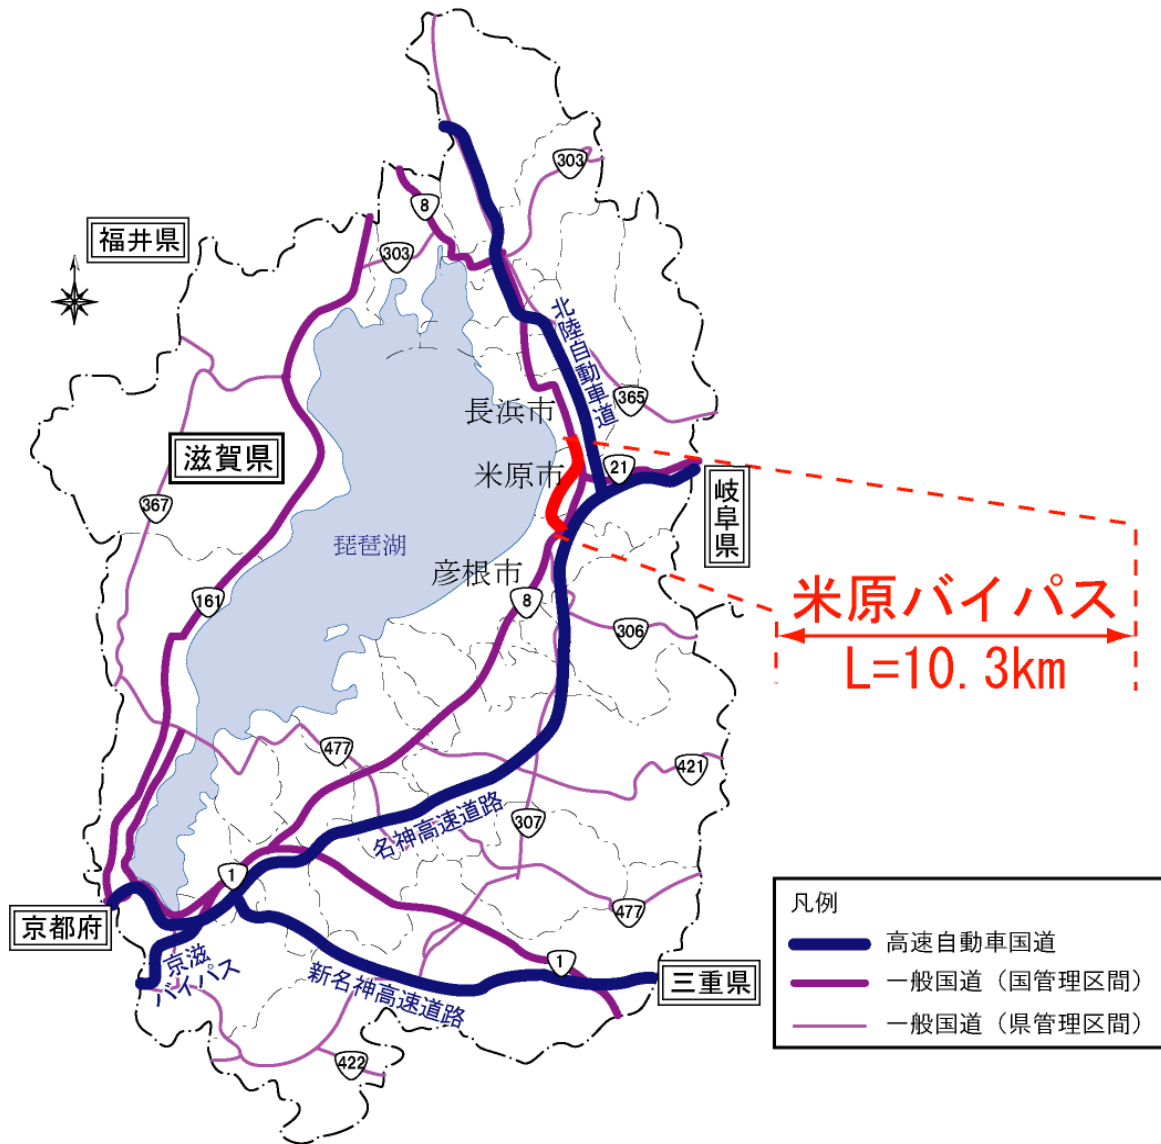 303
8
福井県
303
北陸自動車道
長浜市
365
滋賀県
米原市
21
岐阜県
367
琵琶湖
彦根市
米原バイパス
161
8
306
L=10.3km
477
421
名神高速道路
307
1
凡例
477
京都府
高速自動車国道
京滋
バイパス
新名神高速道路
1
三重県
一般国道（国管理区間）
一般国道（県管理区間）
422